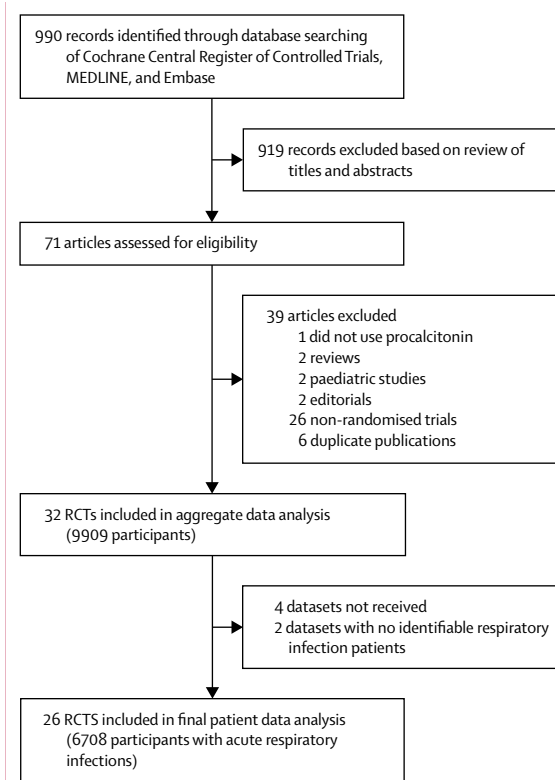 990 records identified through database searching
of Cochrane Central Register of Controlled Trials,
MEDLINE, and Embase
919 records excluded based on review of
titles and abstracts
71 articles assessed for eligibility
39 articles excluded
1 did not use procalcitonin
2 reviews
2 paediatric studies
2 editorials
26 non-randomised trials
6 duplicate publications
32 RCTs included in aggregate data analysis
(9909 participants)
4 datasets not received
2 datasets with no identifiable respiratory
infection patients
26 RCTS included in final patient data analysis
(6708 participants with acute respiratory
infections)